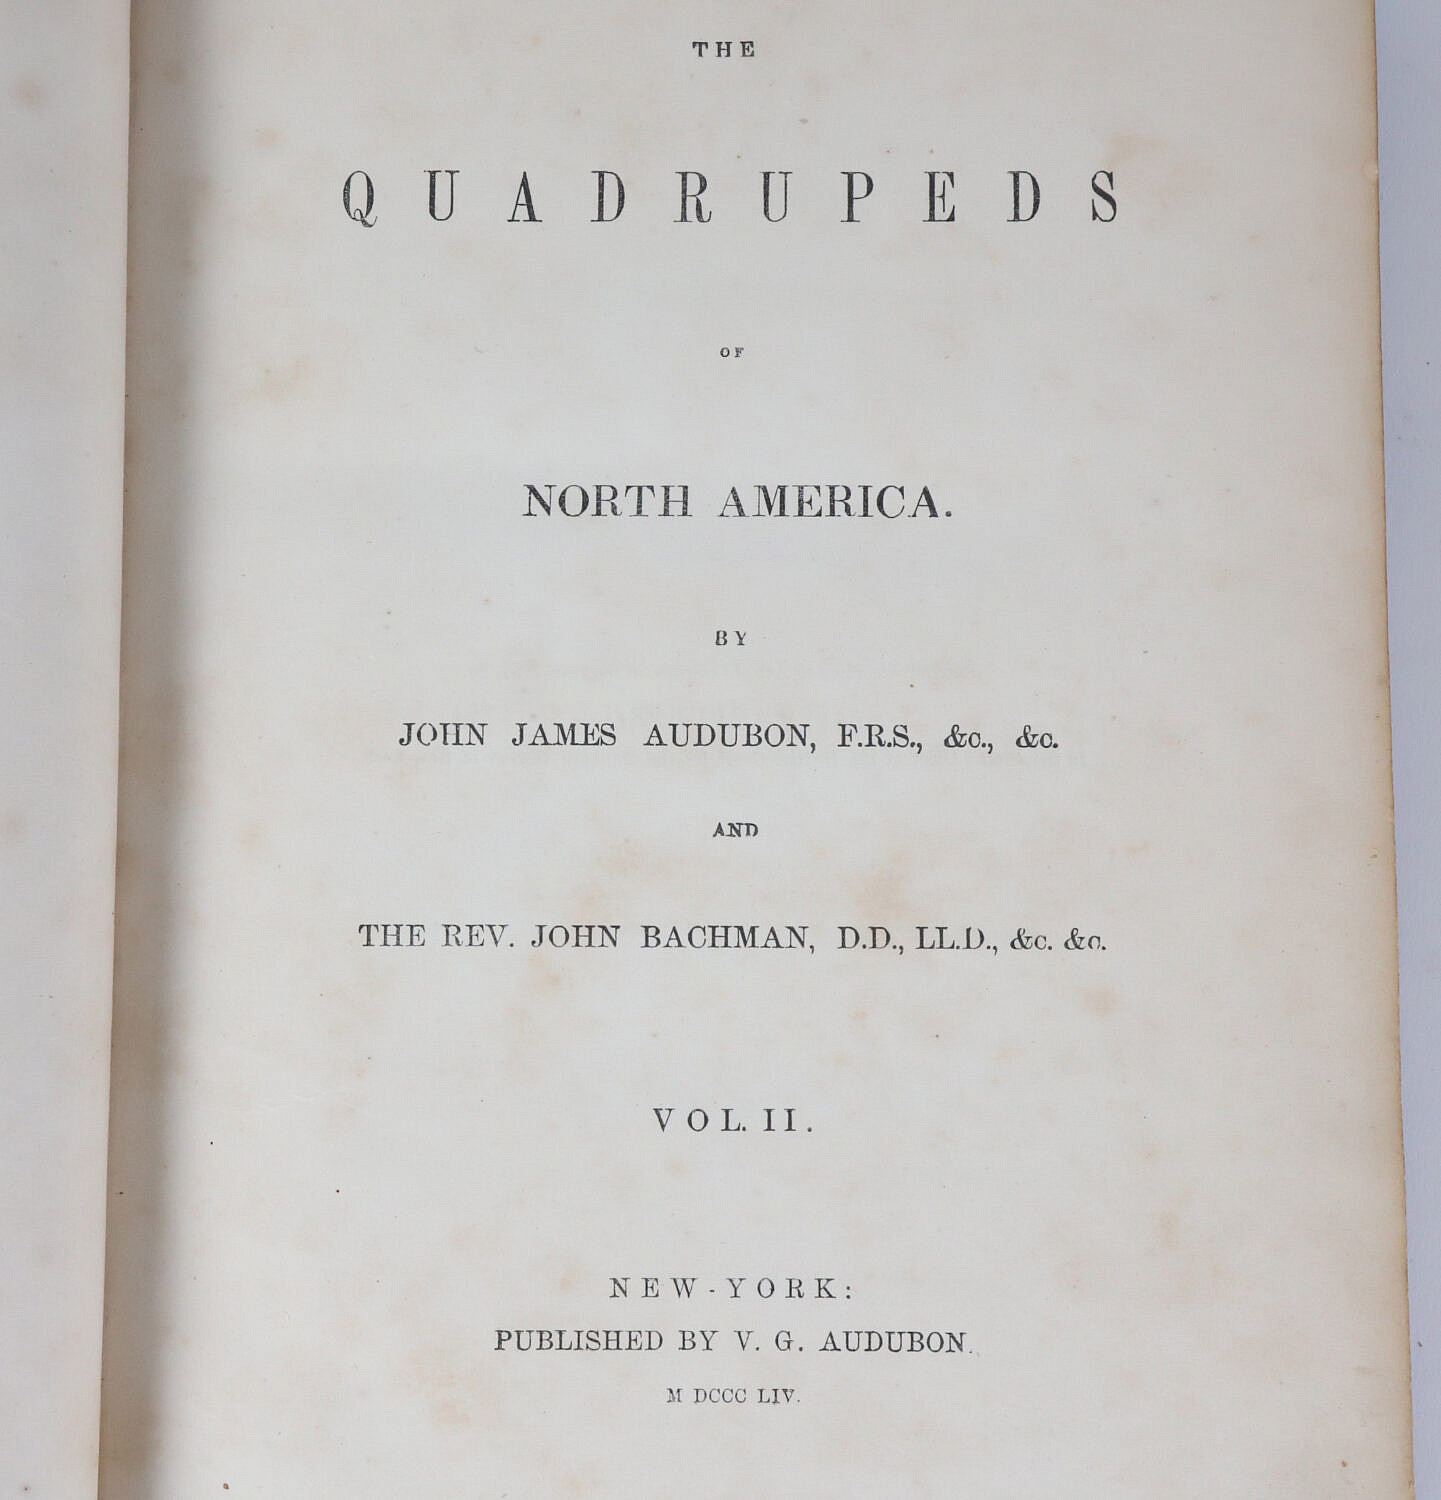 THE
QUADRUPEDS
OF
NORTH AMERICA.
BY
JOHN JAMES AUDUBON, F.R.S., &c., &c.
AND
THE REV. JOHN BACHMAN, D.D., LL.D., &c. &c.
VOL. II.
NEW-YORK:
PUBLISHED BY V. G. AUDUBON.
M DCCC LIV.